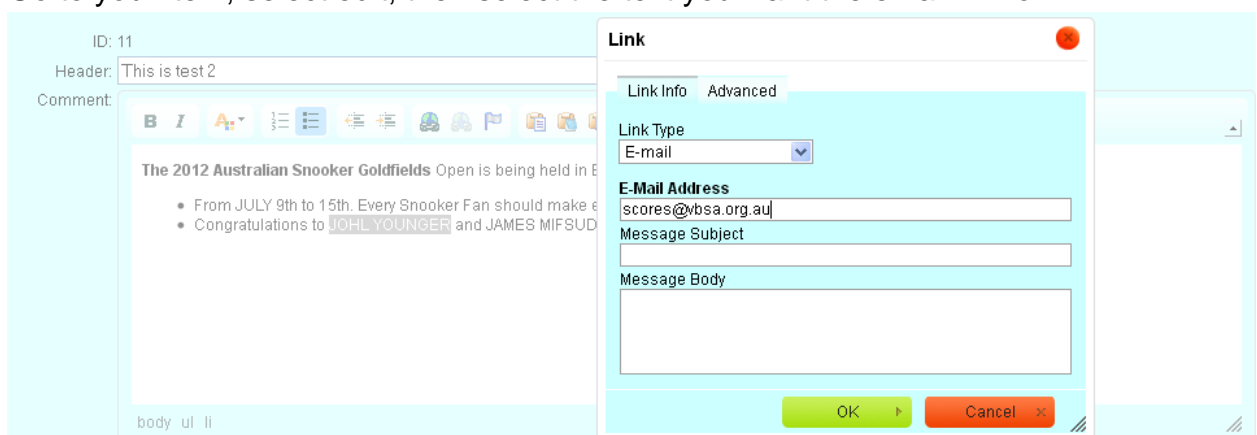 ID: 11
Header: This is test 2
Comment:
B I A
The 2012 Australian Snooker Goldfields Open is being held in
From JULY 9th to 15th. Every Snooker Fan should make
Congratulations to JOHL YOUNGER and JAMES MIFSUD
body ul li
Link
Link Info Advanced
Link Type
E-mail
E-Mail Address
scores@vbsa.org.au
Message Subject
Message Body
OK Cancel